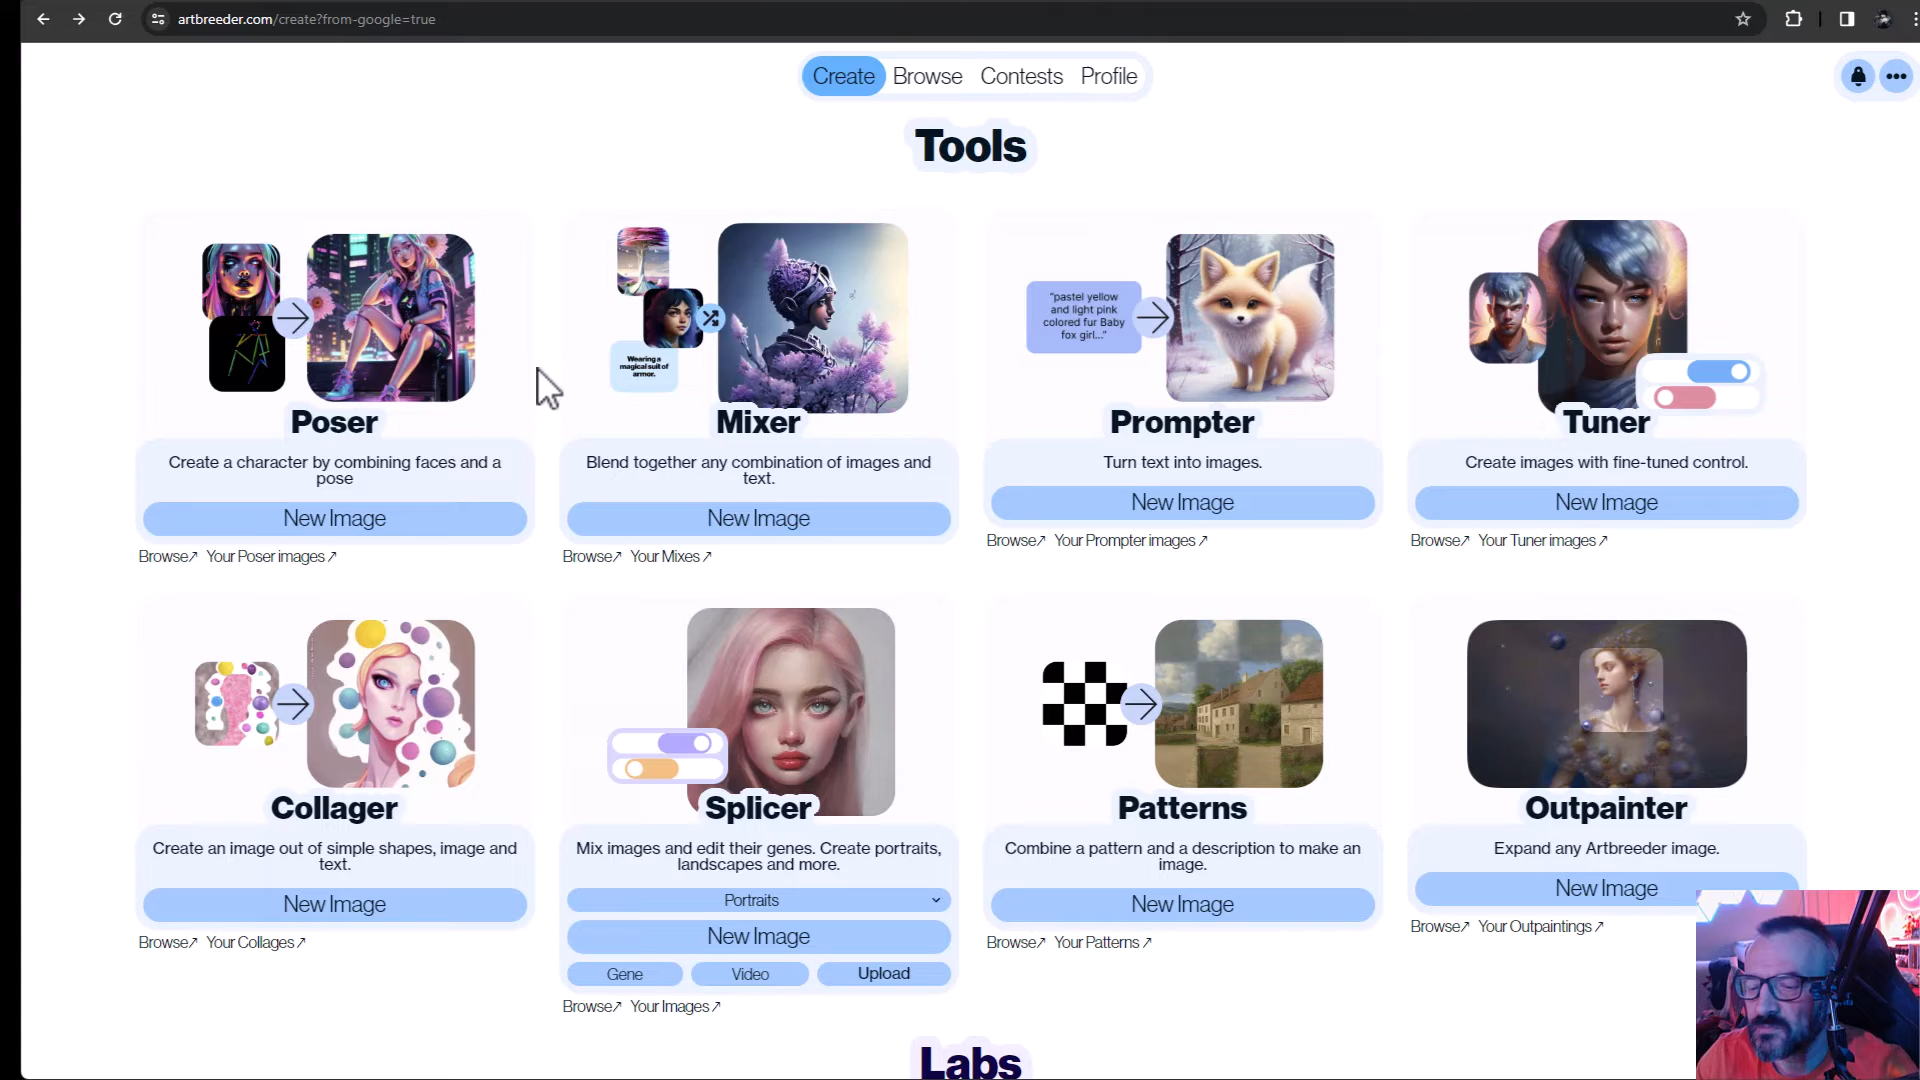 artbreeder.com/create?from-google=true
Create Browse Contests Profile
Tools
"pastel yellow
and light pink
colored fur Baby
fox girl..."
Wearing a
magical suit of
armor.
Poser
Create a character by combining faces and a
pose
New Image
Browse↗ Your Poser images↗
Mixer
Blend together any combination of images and
text.
New Image
Browse↗ Your Mixes↗
Prompter
Turn text into images.
New Image
Browse↗ Your Prompter images↗
Tuner
Create images with fine-tuned control.
New Image
Browse↗ Your Tuner images↗
Collager
Create an image out of simple shapes, image and
text.
New Image
Browse↗ Your Collages↗
Splicer
Mix images and edit their genes. Create portraits,
landscapes and more.
Portraits
New Image
Gene Video Upload
Browse↗ Your Images↗
Patterns
Combine a pattern and a description to make an
image.
New Image
Browse↗ Your Patterns↗
Outpainter
Expand any Artbreeder image.
New Image
Browse↗ Your Outpaintings↗
Labs